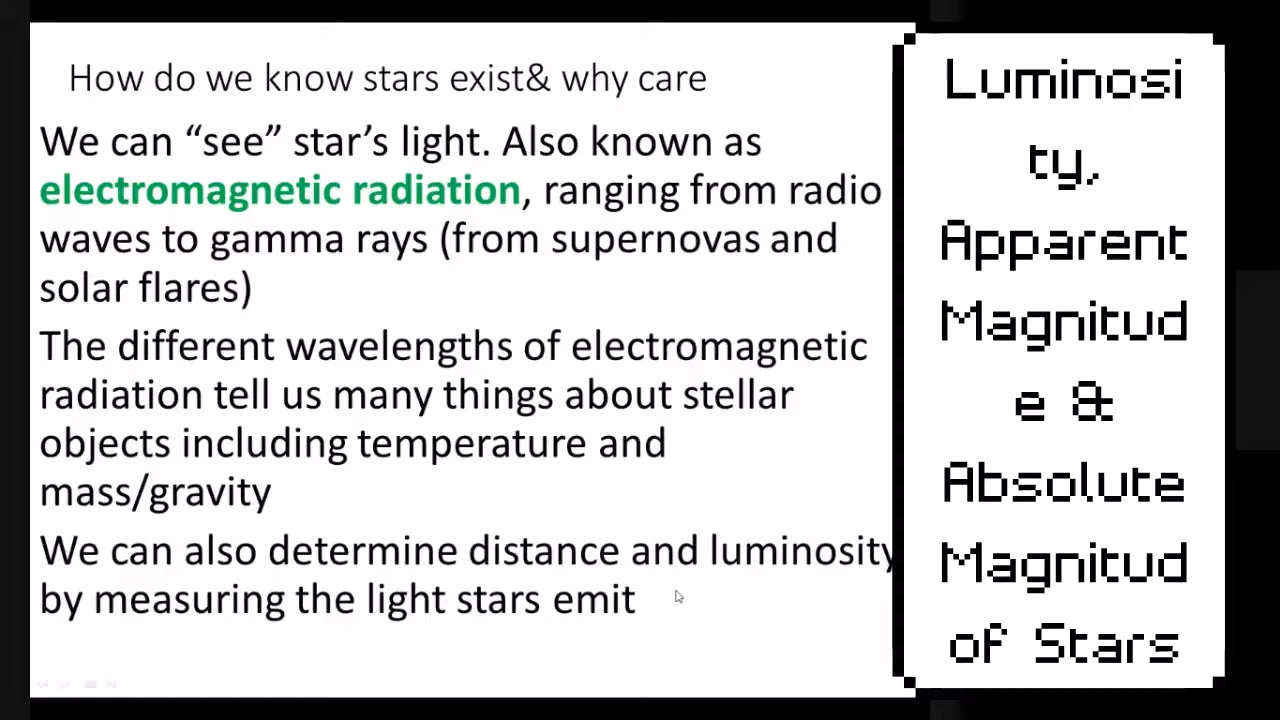 How do we know stars exist& why care
We can “see” star’s light. Also known as
electromagnetic radiation, ranging from radio
waves to gamma rays (from supernovas and
solar flares)
The different wavelengths of electromagnetic
radiation tell us many things about stellar
objects including temperature and
mass/gravity
We can also determine distance and luminosity
by measuring the light stars emit
Luminosi
ty,
Apparent
Magnitud
e &
Absolute
Magnitud
of Stars